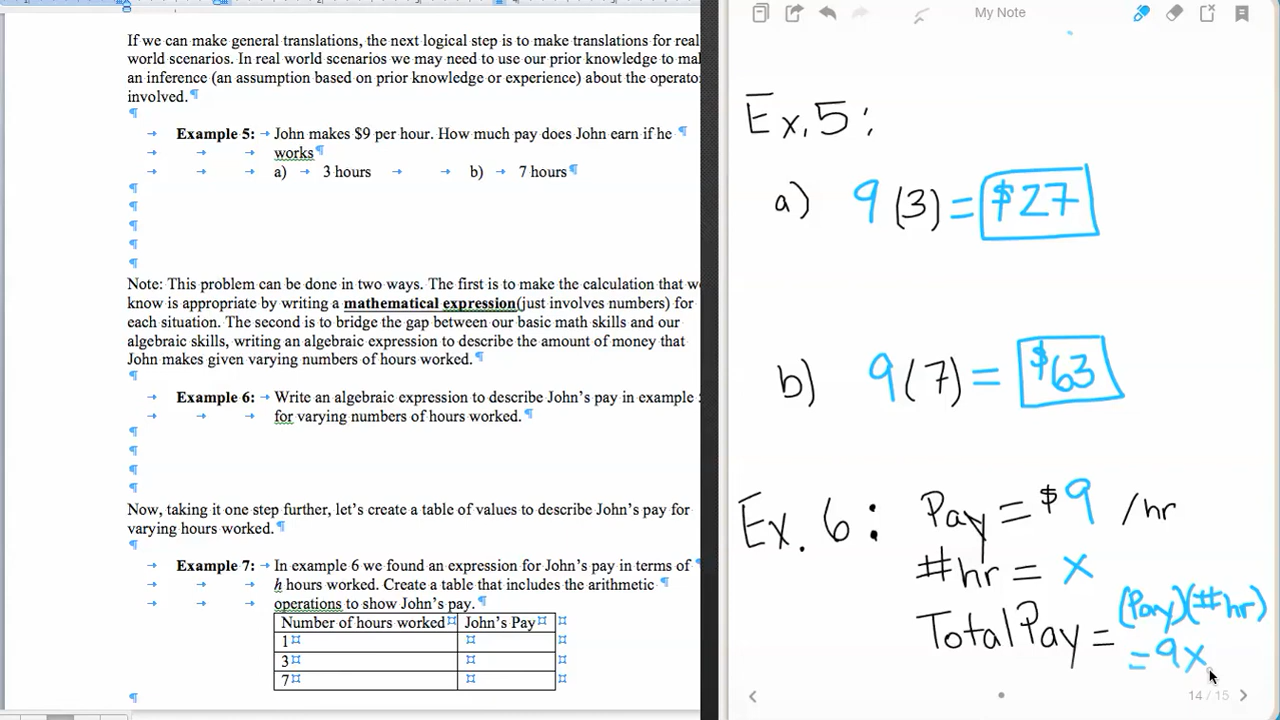 If we can make general translations, the next logical step is to make translations for real
world scenarios. In real world scenarios we may need to use our prior knowledge to mal
an inference (an assumption based on prior knowledge or experience) about the operato
involved.
Example 5: John makes $9 per hour. How much pay does John earn if he
works
a) 3 hours b) 7 hours
Note: This problem can be done in two ways. The first is to make the calculation that we
know is appropriate by writing a mathematical expression(just involves numbers) for
each situation. The second is to bridge the gap between our basic math skills and our
algebraic skills, writing an algebraic expression to describe the amount of money that
John makes given varying numbers of hours worked.
Example 6: Write an algebraic expression to describe John's pay in example
for varying numbers of hours worked.
Now, taking it one step further, let's create a table of values to describe John's pay for
varying hours worked.
Example 7: In example 6 we found an expression for John's pay in terms of
h hours worked. Create a table that includes the arithmetic
operations to show John's pay.
Number of hours worked John's Pay
1
3
7
My Note
Ex. 5:
a) 9 (3) = $27
b) 9 (7) = $63
Ex. 6: Pay = $9 /hr
#hr = x
Total Pay = (Pay)(#hr)
= 9x
14 / 15